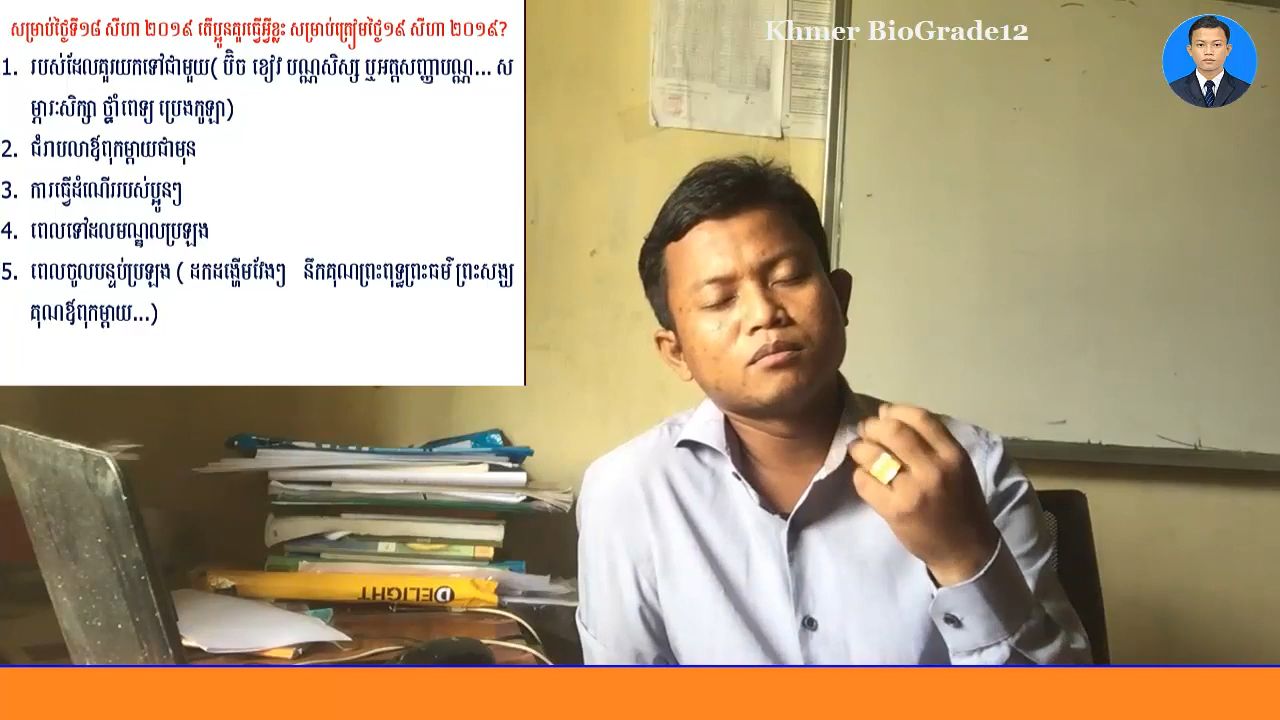 សម្រាប់ថ្ងៃទី១៨ សីហា ២០១៩ តើប្អូនគួរធ្វើអ្វីខ្លះ សម្រាប់ត្រៀមថ្ងៃ១៩ សីហា ២០១៩?
Khmer BioGrade12
1. របស់ដែលគួរយកទៅជាមួយ( ប៊ិច ខៀវ បណ្ណសិស្ស ឬអត្តសញ្ញាបណ្ណ... ស
ម្ភារៈសិក្សា ថ្នាំពេទ្យ ប្រេងកូឡា)
2. ជំរាបលាឪពុកម្តាយជាមុន
3. ការធ្វើដំណើររបស់ប្អូនៗ
4. ពេលទៅដល់មណ្ឌលប្រឡង
5. ពេលចូលបន្ទប់ប្រឡង ( ដកដង្ហើមវែងៗ នឹកគុណព្រះពុទ្ធព្រះធម៌ ព្រះសង្ឃ
គុណឪពុកម្តាយ...)
DELIGHT